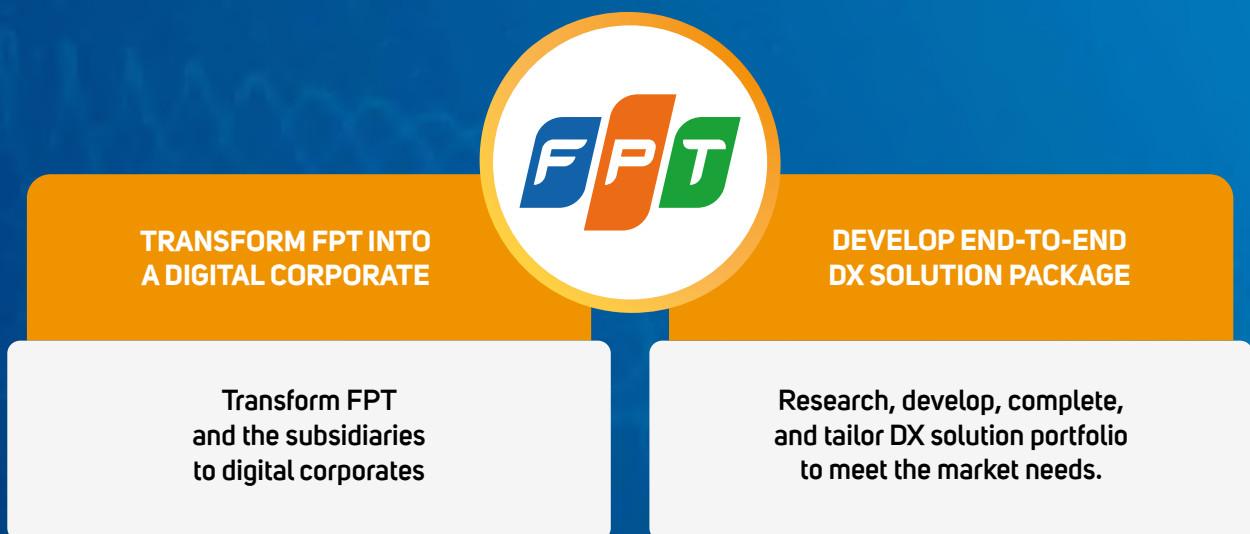 FPT
TRANSFORM FPT INTO
A DIGITAL CORPORATE
Transform FPT
and the subsidiaries
to digital corporates
DEVELOP END-TO-END
DX SOLUTION PACKAGE
Research, develop, complete,
and tailor DX solution portfolio
to meet the market needs.